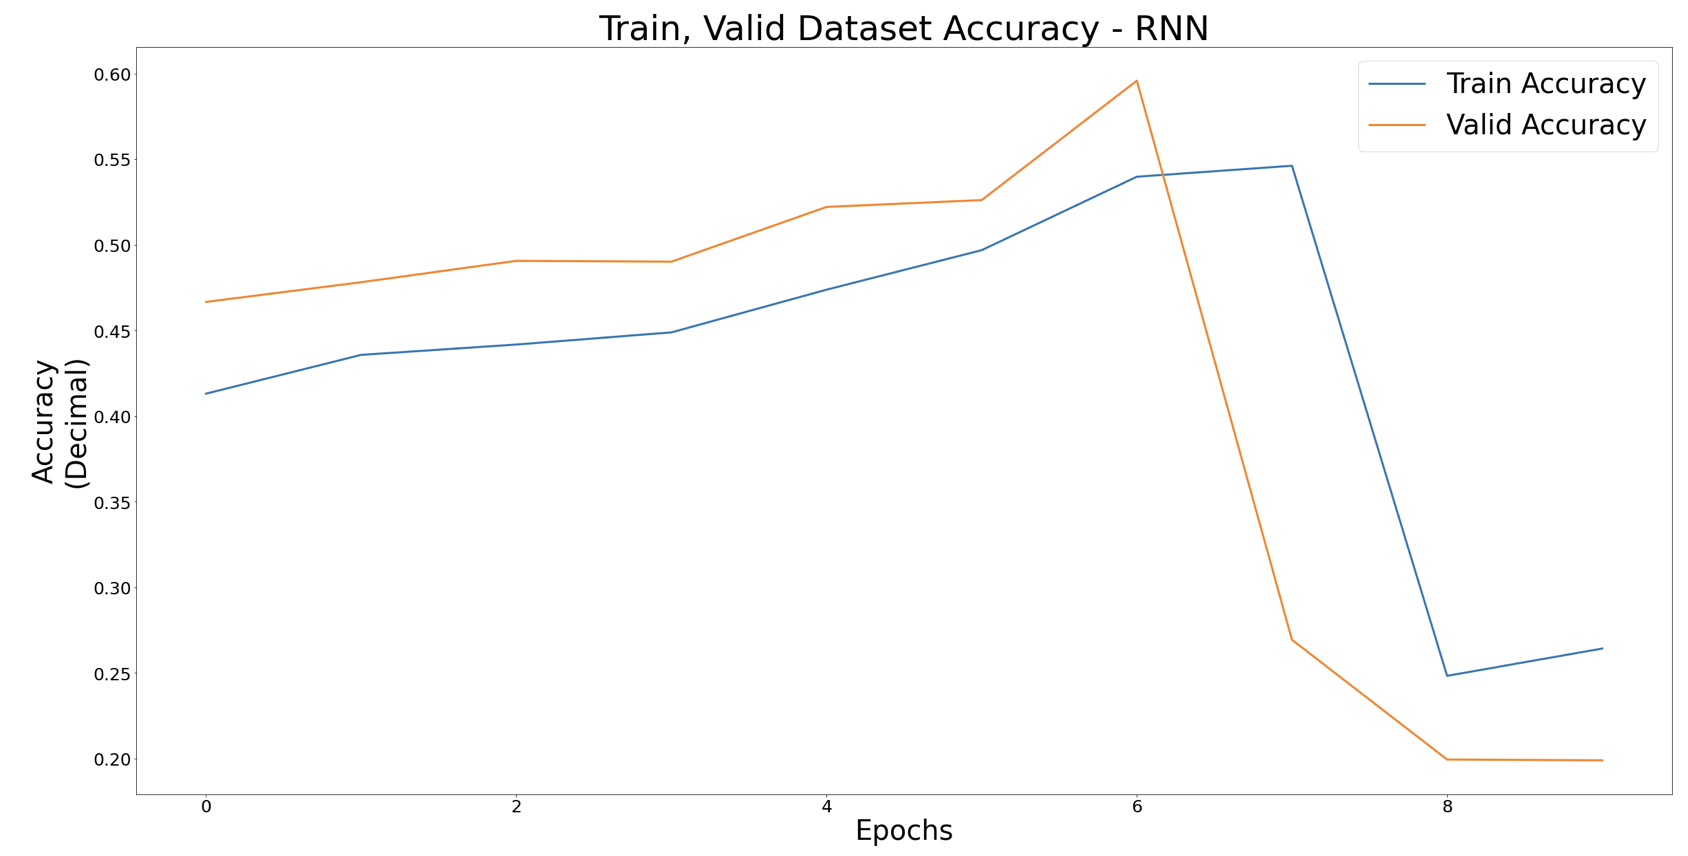 Train, Valid Dataset Accuracy - RNN
Train Accuracy
Valid Accuracy
0.60
0.55
0.50
0.45
0.40
0.35
0.30
0.25
0.20
Accuracy
(Decimal)
0 2 4 6 8
Epochs